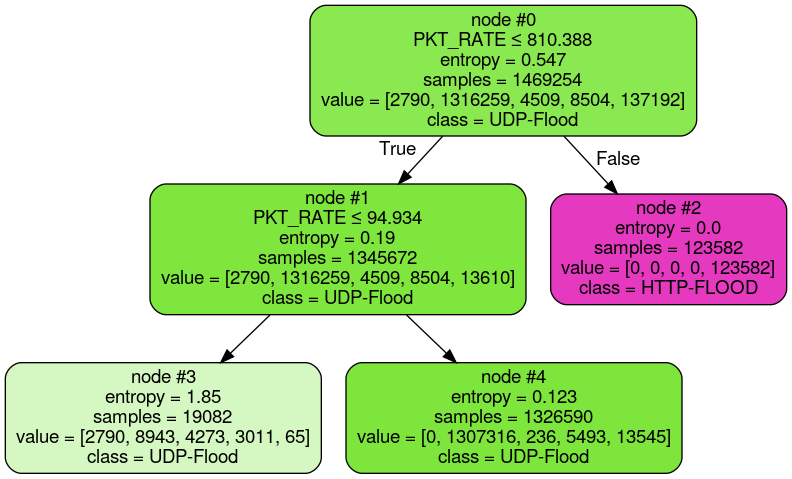 node #0
PKT_RATE ≤ 810.388
entropy = 0.547
samples = 1469254
value = [2790, 1316259, 4509, 8504, 137192]
class = UDP-Flood
True
False
node #1
PKT_RATE ≤ 94.934
entropy = 0.19
samples = 1345672
value = [2790, 1316259, 4509, 8504, 13610]
class = UDP-Flood
node #2
entropy = 0.0
samples = 123582
value = [0, 0, 0, 0, 123582]
class = HTTP-FLOOD
node #3
entropy = 1.85
samples = 19082
value = [2790, 8943, 4273, 3011, 65]
class = UDP-Flood
node #4
entropy = 0.123
samples = 1326590
value = [0, 1307316, 236, 5493, 13545]
class = UDP-Flood